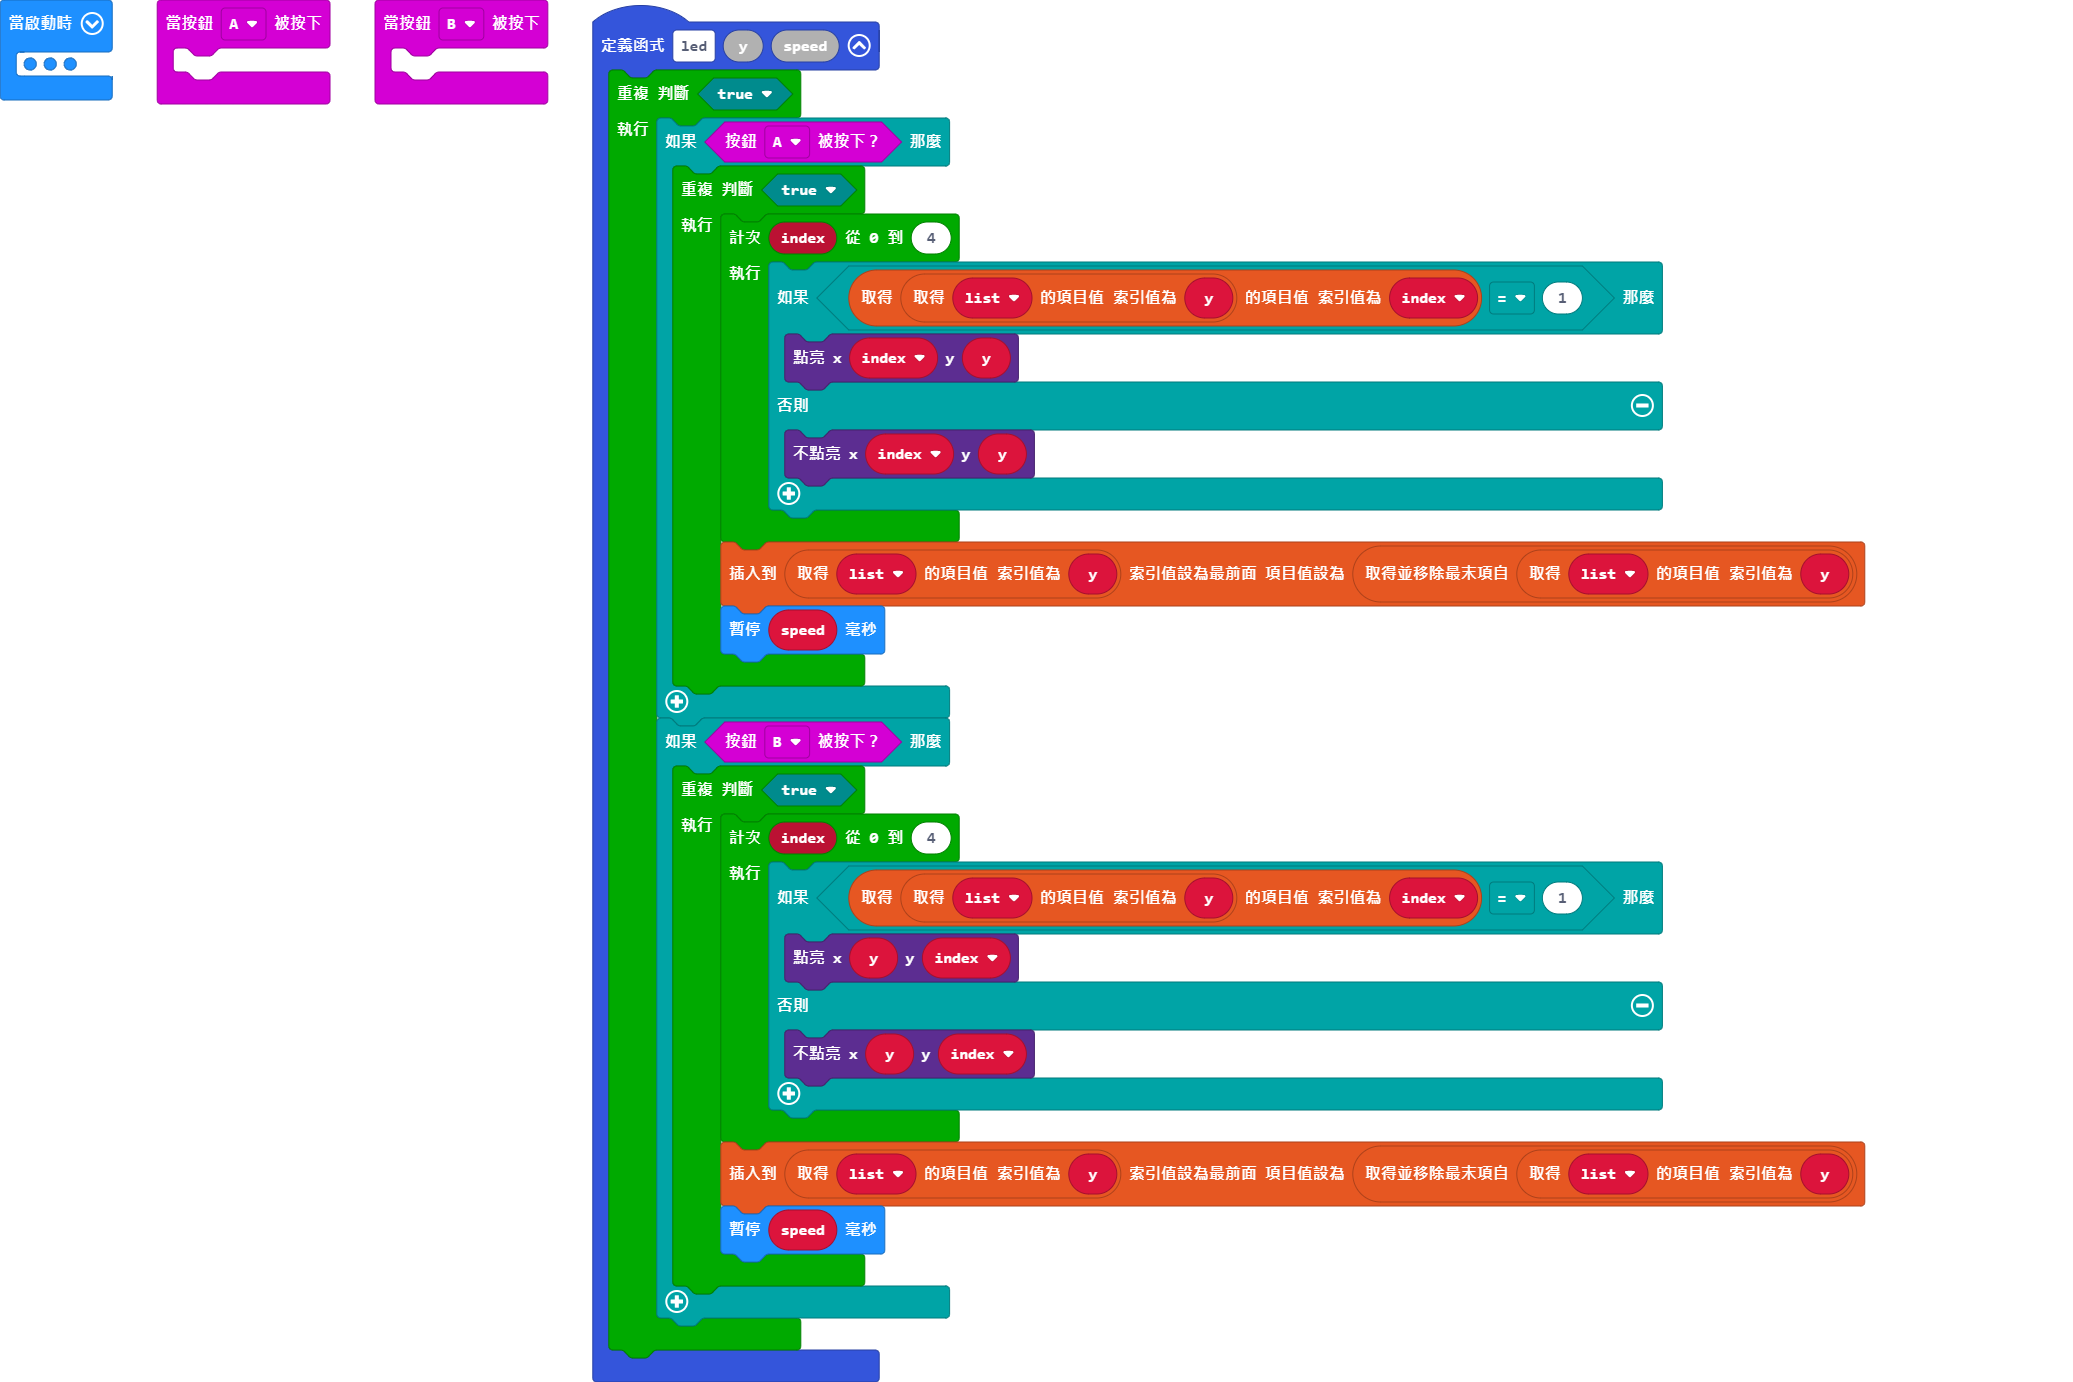 當啟動時
當按鈕 A 被按下
當按鈕 B 被按下
定義函式 led y speed
重複 判斷 true
執行
如果 按鈕 A 被按下？ 那麼
重複 判斷 true
執行
計次 index 從 0 到 4
執行
如果 取得 取得 list 的項目值 索引值為 y 的項目值 索引值為 index = 1 那麼
點亮 x index y y
否則
不點亮 x index y y
插入到 取得 list 的項目值 索引值為 y 索引值設為最前面 項目值設為 取得並移除最末項自 取得 list 的項目值 索引值為 y
暫停 speed 毫秒
如果 按鈕 B 被按下？ 那麼
重複 判斷 true
執行
計次 index 從 0 到 4
執行
如果 取得 取得 list 的項目值 索引值為 y 的項目值 索引值為 index = 1 那麼
點亮 x y y index
否則
不點亮 x y y index
插入到 取得 list 的項目值 索引值為 y 索引值設為最前面 項目值設為 取得並移除最末項自 取得 list 的項目值 索引值為 y
暫停 speed 毫秒